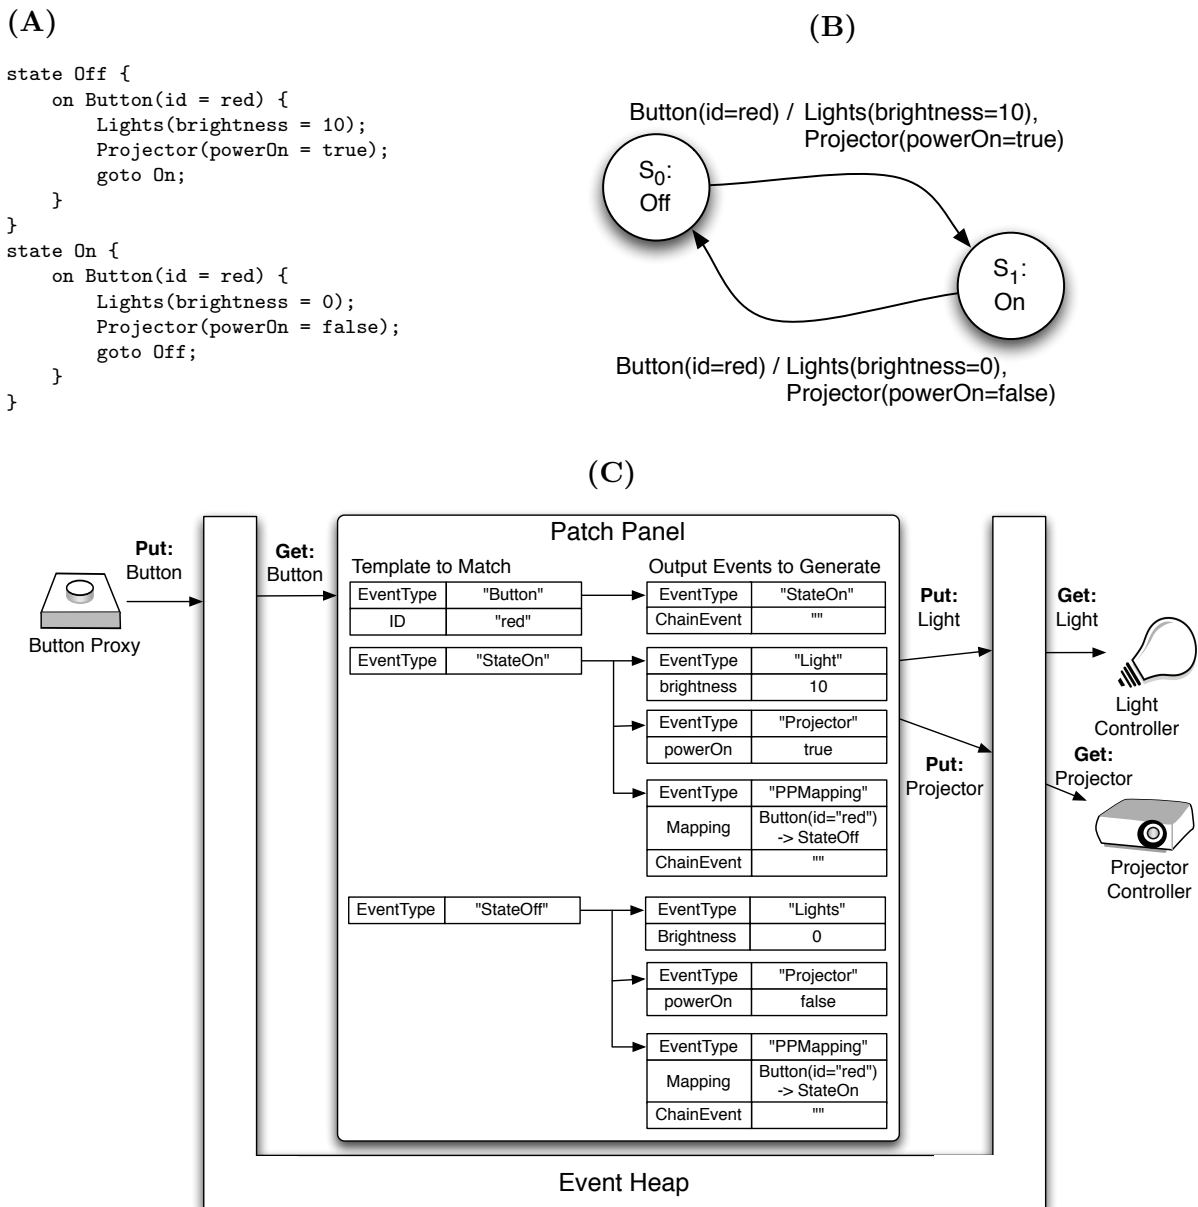 (A)
state Off {
    on Button(id = red) {
        Lights(brightness = 10);
        Projector(powerOn = true);
        goto On;
    }
}
state On {
    on Button(id = red) {
        Lights(brightness = 0);
        Projector(powerOn = false);
        goto Off;
    }
}
(B)
Button(id=red) / Lights(brightness=10),
Projector(powerOn=true)
S0:
Off
S1:
On
Button(id=red) / Lights(brightness=0),
Projector(powerOn=false)
(C)
Put:
Button
Button Proxy
Get:
Button
Patch Panel
Template to Match
Output Events to Generate
EventType "Button"
ID "red"
EventType "StateOn"
ChainEvent ""
EventType "StateOn"
EventType "Light"
brightness 10
EventType "Projector"
powerOn true
EventType "PPMapping"
Mapping Button(id="red")
-> StateOff
ChainEvent ""
EventType "StateOff"
EventType "Lights"
Brightness 0
EventType "Projector"
powerOn false
EventType "PPMapping"
Mapping Button(id="red")
-> StateOn
ChainEvent ""
Put:
Light
Put:
Projector
Get:
Light
Light
Controller
Get:
Projector
Projector
Controller
Event Heap